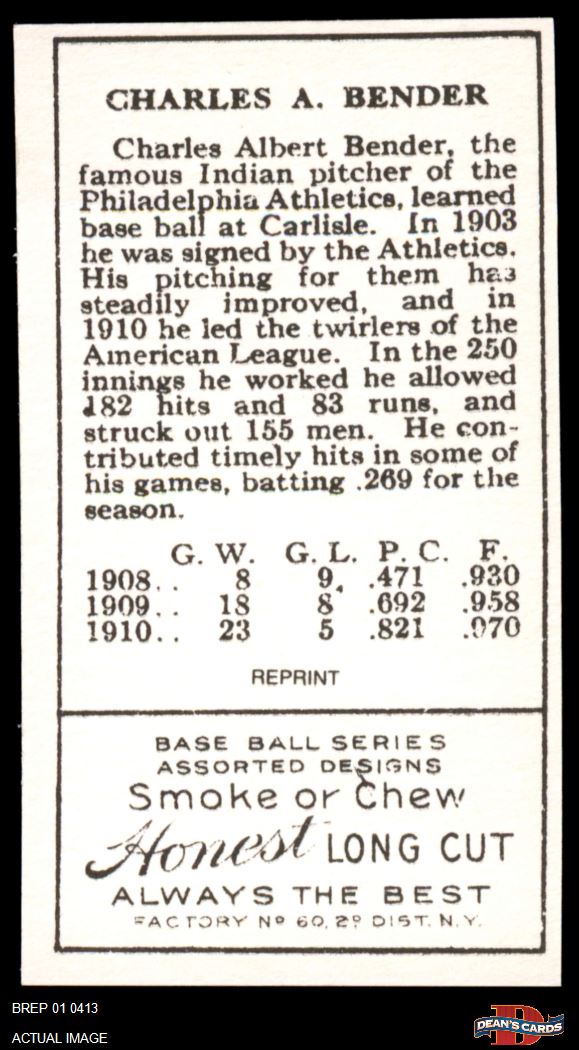 CHARLES A. BENDER
Charles Albert Bender, the
famous Indian pitcher of the
Philadelphia Athletics, learned
base ball at Carlisle. In 1903
he was signed by the Athletics.
His pitching for them has
steadily improved, and in
1910 he led the twirlers of the
American League. In the 250
innings he worked he allowed
182 hits and 83 runs, and
struck out 155 men. He con-
tributed timely hits in some of
his games, batting .269 for the
season.
G. W. G. L. P. C. F.
1908.. 8 9 .471 .930
1909.. 18 8 .692 .958
1910.. 23 5 .821 .970
REPRINT
BASE BALL SERIES
ASSORTED DESIGNS
Smoke or Chew
Honest LONG CUT
ALWAYS THE BEST
FACTORY Nº 60, 2º DIST. N.Y.
BREP 01 0413
ACTUAL IMAGE
D
DEAN'S CARDS